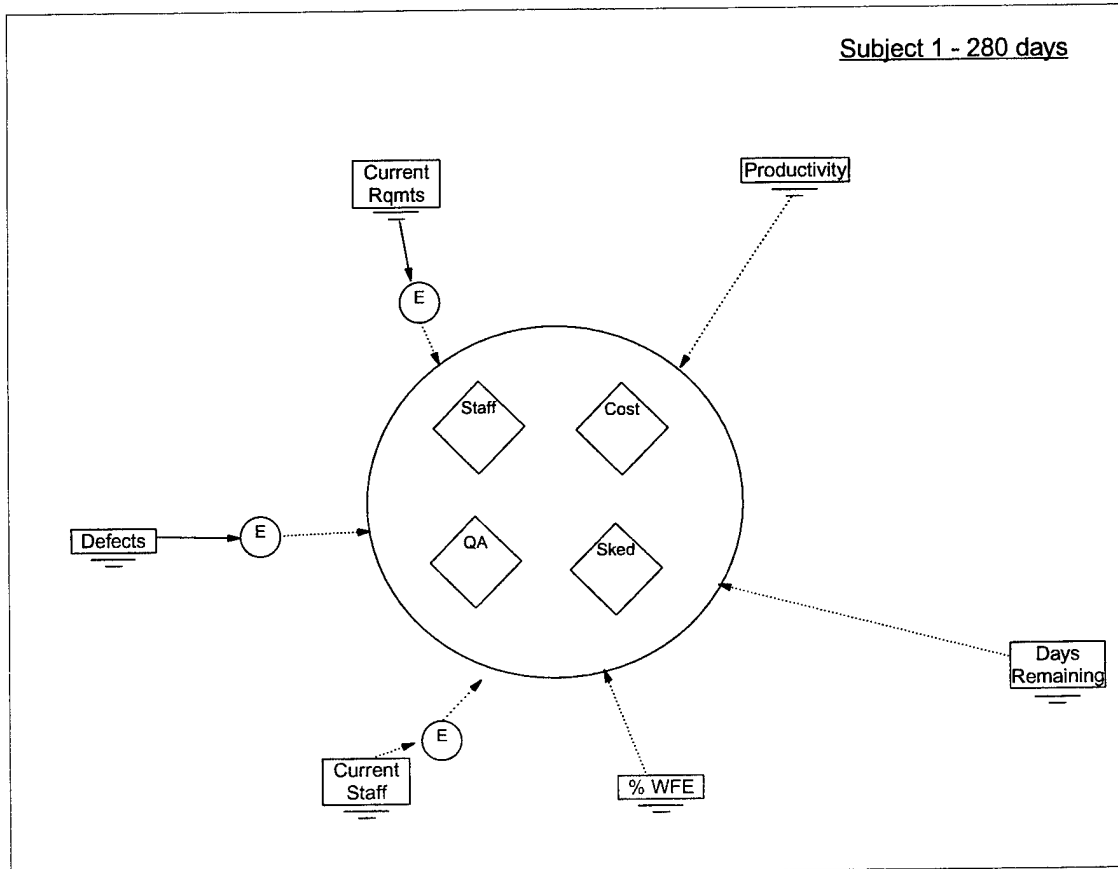 Subject 1 - 280 days
Current
Rqmts
Productivity
E
Staff
Cost
Defects
E
QA
Sked
Days
Remaining
E
Current
Staff
% WFE